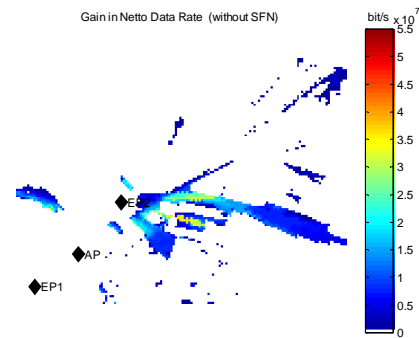 Gain in Netto Data Rate (without SFN)
bit/s x 10^7
5.5
5
4.5
4
3.5
3
2.5
2
1.5
1
0.5
0
EP2
AP
EP1